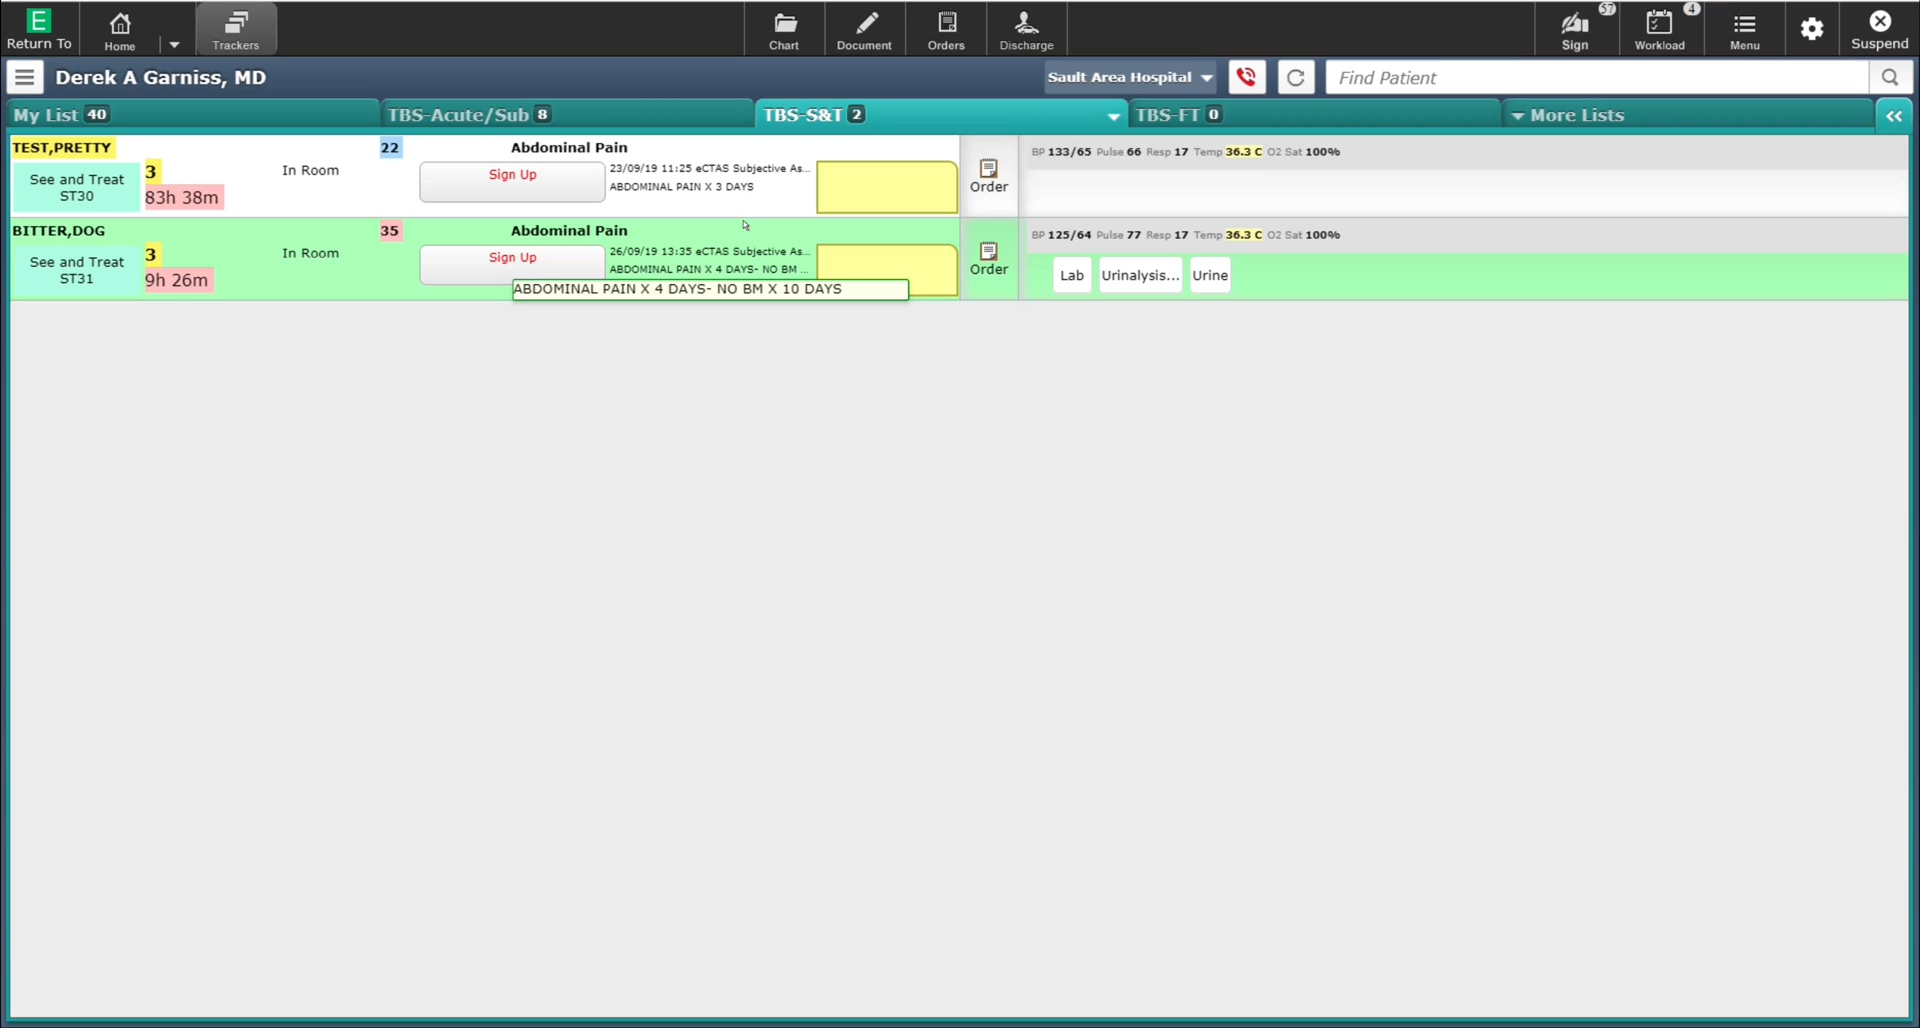 Return To
Home
Trackers
Chart
Document
Orders
Discharge
57
Sign
4
Workload
Menu
Suspend
Derek A Garniss, MD
Sault Area Hospital
Find Patient
My List 40
TBS-Acute/Sub 8
TBS-S&T 2
TBS-FT 0
More Lists
TEST,PRETTY
See and Treat
ST30
3
83h 38m
In Room
22
Abdominal Pain
Sign Up
23/09/19 11:25 eCTAS Subjective As...
ABDOMINAL PAIN X 3 DAYS
Order
BP 133/65 Pulse 66 Resp 17 Temp 36.3 C O2 Sat 100%
BITTER,DOG
See and Treat
ST31
3
9h 26m
In Room
35
Abdominal Pain
Sign Up
26/09/19 13:35 eCTAS Subjective As...
ABDOMINAL PAIN X 4 DAYS- NO BM ...
ABDOMINAL PAIN X 4 DAYS- NO BM X 10 DAYS
Order
BP 125/64 Pulse 77 Resp 17 Temp 36.3 C O2 Sat 100%
Lab
Urinalysis...
Urine